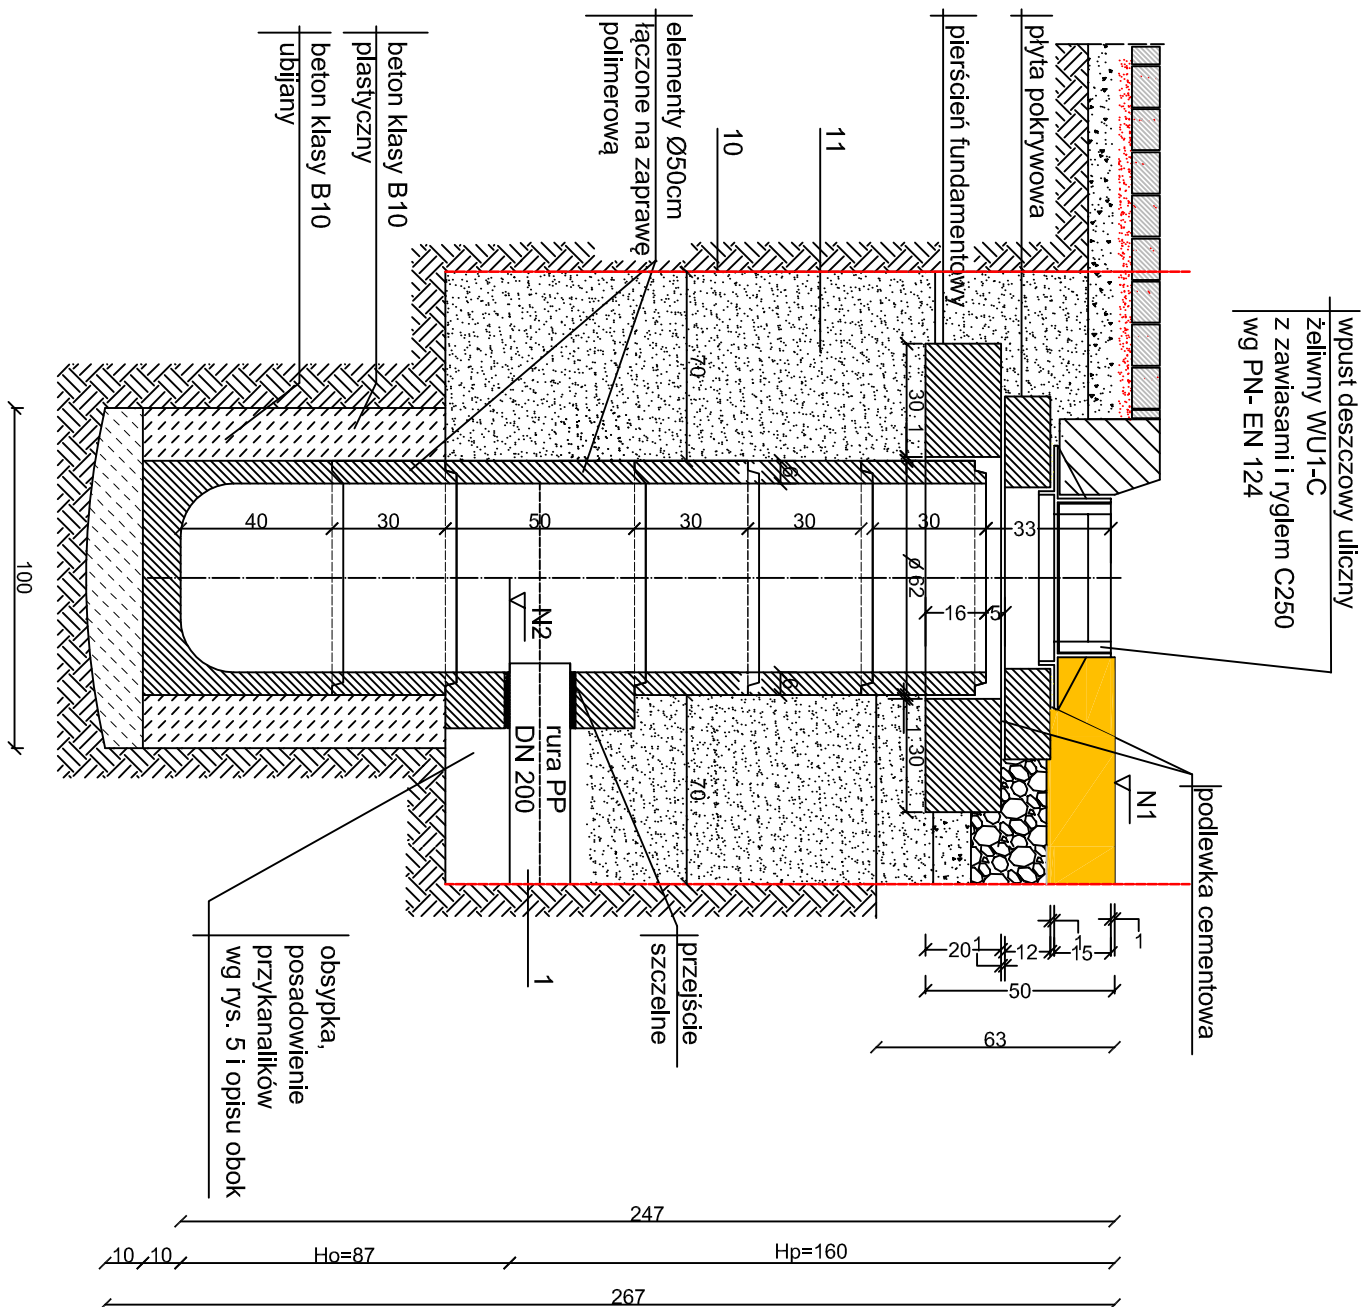 wpust deszczowy uliczny
żeliwny WU1-C
z zawiasami i ryglem C250
wg PN- EN 124
płyta pokrywowa
pierścień fundamentowy
11
10
elementy Ø50cm
łączone na zaprawę
polimerową
beton klasy B10
plastyczny
beton klasy B10
ubijany
podlewka cementowa
N1
przejście
szczelne
1
rura PP
DN 200
N2
obsypka,
posadowienie
przykanalików
wg rys. 5 i opisu obok
70
70
30
1
1
30
6
6
ø 62
16
5
40
30
50
30
30
30
33
100
20
1
12
1
15
1
50
63
247
10
10
Ho=87
Hp=160
267